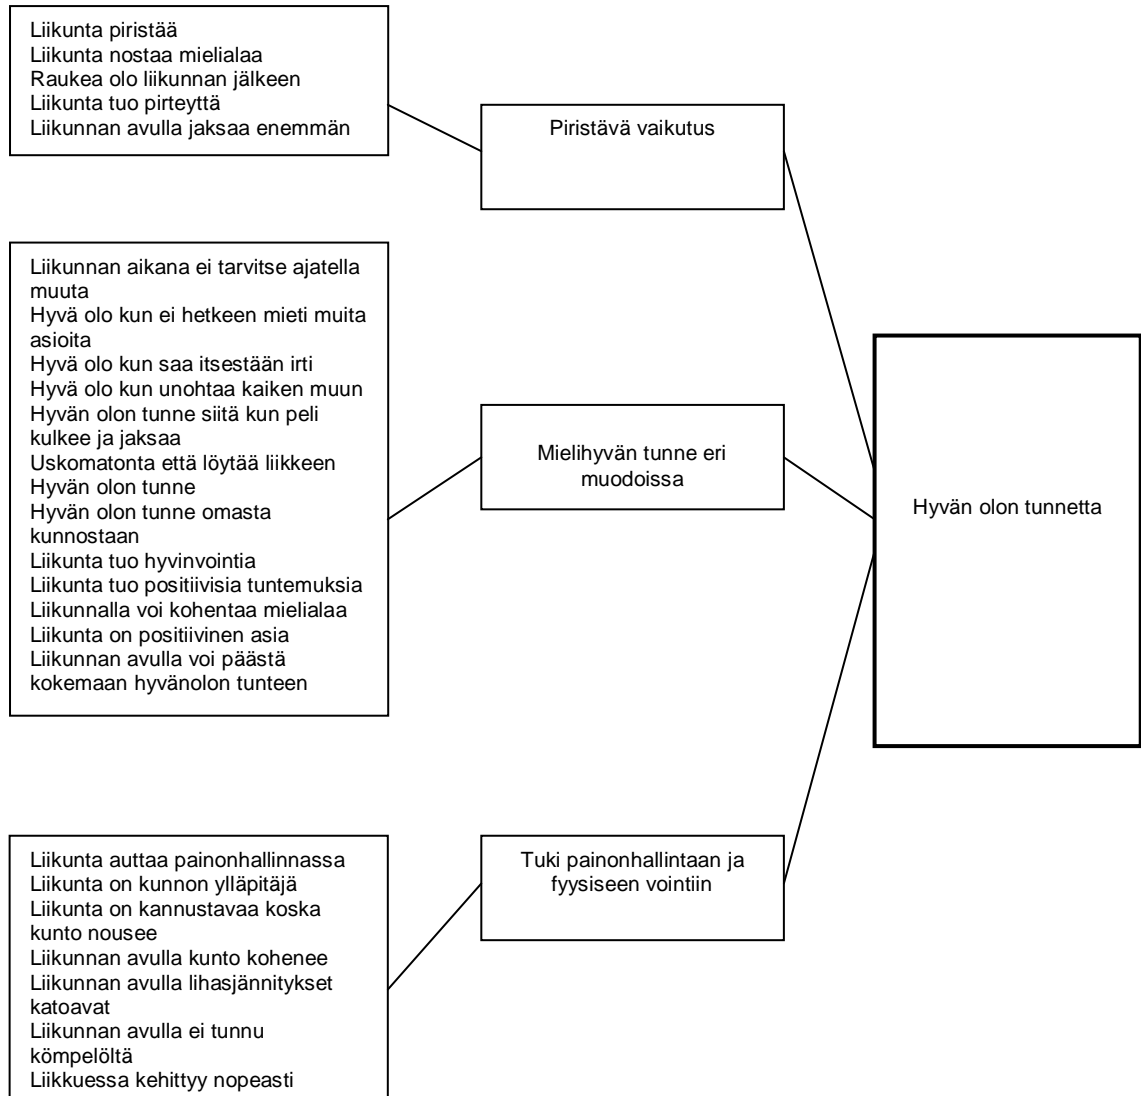 Liikunta piristää
Liikunta nostaa mielialaa
Raukea olo liikunnan jälkeen
Liikunta tuo pirteyttä
Liikunnan avulla jaksaa enemmän
Piristävä vaikutus
Liikunnan aikana ei tarvitse ajatella
muuta
Hyvä olo kun ei hetkeen mieti muita
asioita
Hyvä olo kun saa itsestään irti
Hyvä olo kun unohtaa kaiken muun
Hyvän olon tunne siitä kun peli
kulkee ja jaksaa
Uskomatonta että löytää liikkeen
Hyvän olon tunne
Hyvän olon tunne omasta
kunnostaan
Liikunta tuo hyvinvointia
Liikunta tuo positiivisia tuntemuksia
Liikunnalla voi kohentaa mielialaa
Liikunta on positiivinen asia
Liikunnan avulla voi päästä
kokemaan hyvänolon tunteen
Mielihyvän tunne eri
muodoissa
Hyvän olon tunnetta
Liikunta auttaa painonhallinnassa
Liikunta on kunnon ylläpitäjä
Liikunta on kannustavaa koska
kunto nousee
Liikunnan avulla kunto kohenee
Liikunnan avulla lihasjännitykset
katoavat
Liikunnan avulla ei tunnu
kömpelöltä
Liikkuessa kehittyy nopeasti
Tuki painonhallintaan ja
fyysiseen vointiin